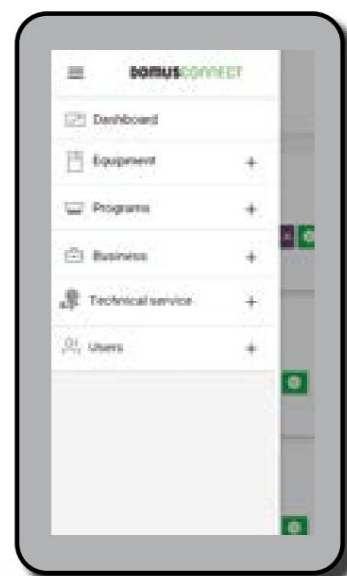 DOMUSCONNECT
Dashboard
Equipment +
Programs +
Business +
Technical service +
Users +